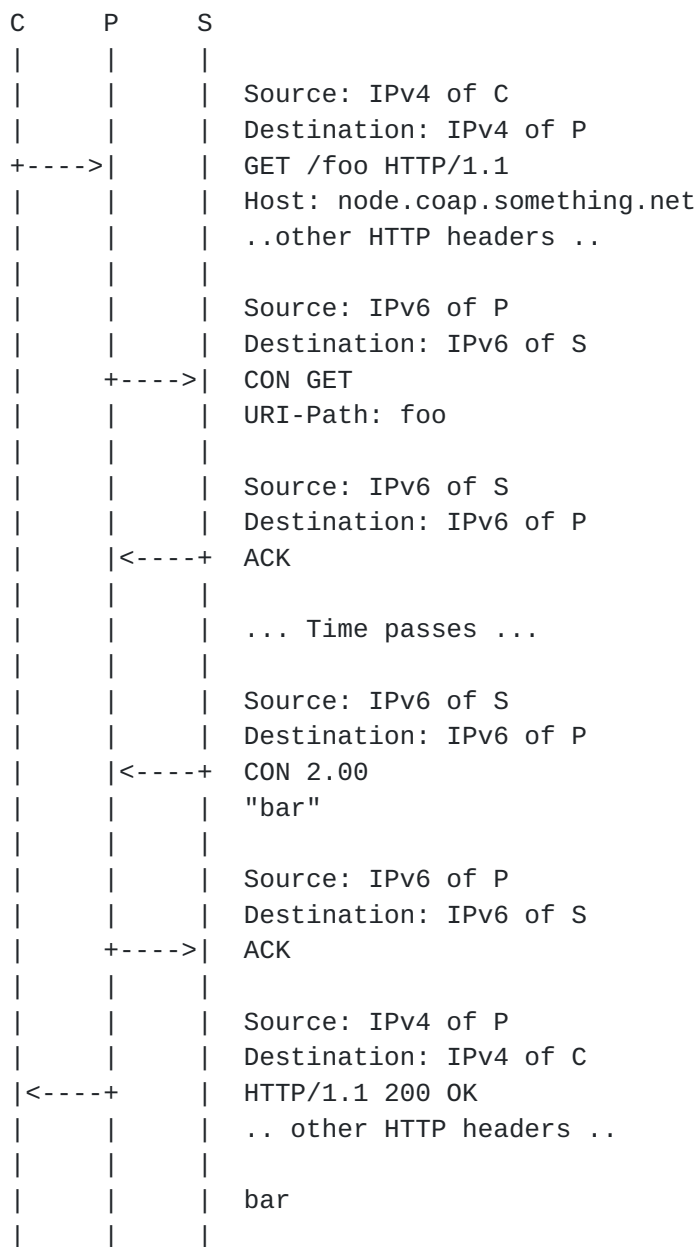 C     P     S
|     |     |
|     |     |  Source: IPv4 of C
|     |     |  Destination: IPv4 of P
+---->|     |  GET /foo HTTP/1.1
|     |     |  Host: node.coap.something.net
|     |     |  ..other HTTP headers ..
|     |     |
|     |     |  Source: IPv6 of P
|     |     |  Destination: IPv6 of S
|     +---->|  CON GET
|     |     |  URI-Path: foo
|     |     |
|     |     |  Source: IPv6 of S
|     |     |  Destination: IPv6 of P
|     |<----+  ACK
|     |     |
|     |     |  ... Time passes ...
|     |     |
|     |     |  Source: IPv6 of S
|     |     |  Destination: IPv6 of P
|     |<----+  CON 2.00
|     |     |  "bar"
|     |     |
|     |     |  Source: IPv6 of P
|     |     |  Destination: IPv6 of S
|     +---->|  ACK
|     |     |
|     |     |  Source: IPv4 of P
|     |     |  Destination: IPv4 of C
|<----+     |  HTTP/1.1 200 OK
|     |     |  .. other HTTP headers ..
|     |     |
|     |     |  bar
|     |     |